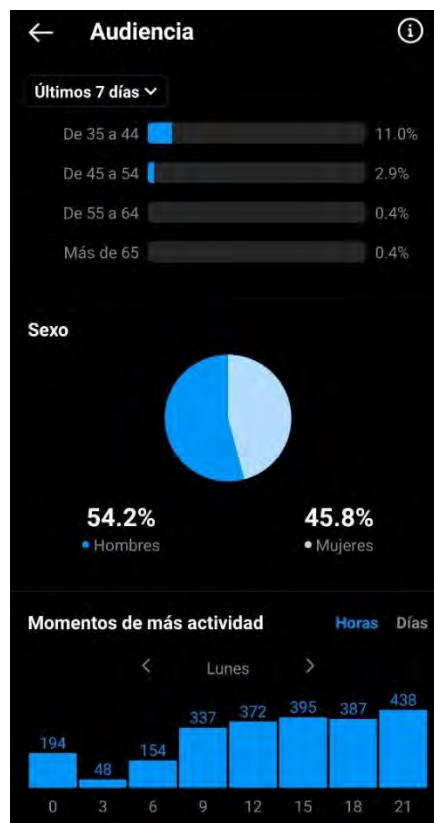 Audiencia
Últimos 7 días
De 35 a 44 11.0%
De 45 a 54 2.9%
De 55 a 64 0.4%
Más de 65 0.4%
Sexo
54.2% 45.8%
Hombres Mujeres
Momentos de más actividad Horas Días
Lunes
194 48 154 337 372 395 387 438
0 3 6 9 12 15 18 21